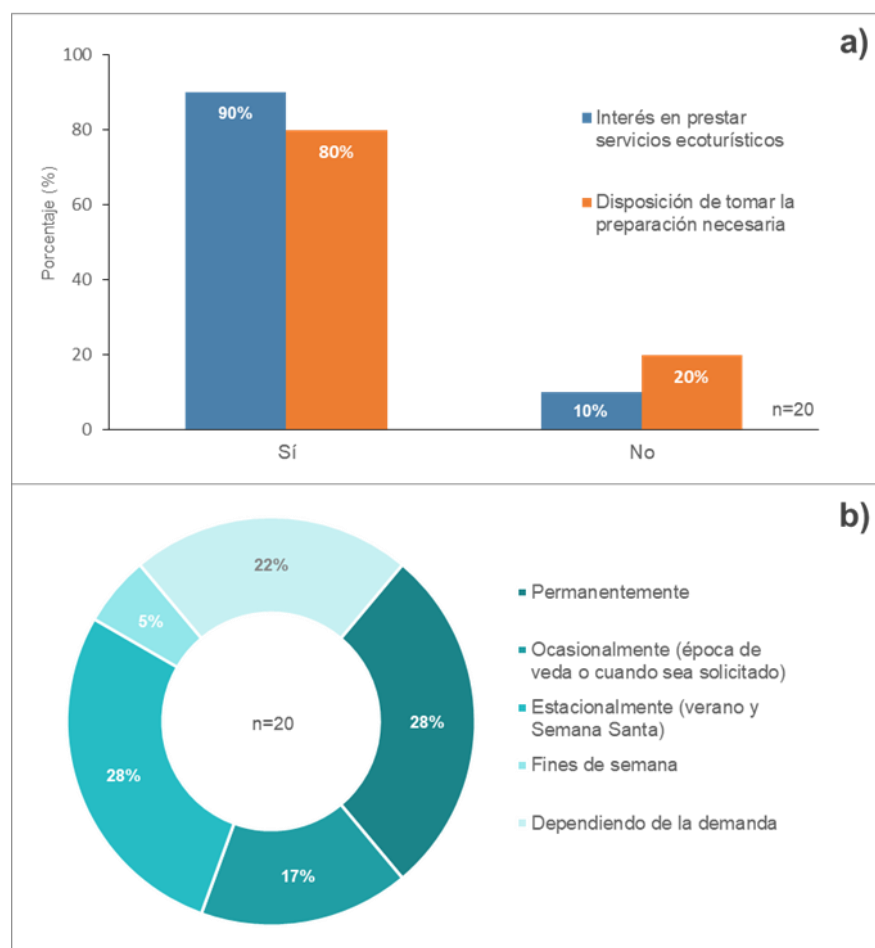 a)
100
80
60
40
20
0
Porcentaje (%)
90%
80%
10%
20%
n=20
Sí
No
Interés en prestar
servicios ecoturísticos
Disposición de tomar la
preparación necesaria
b)
22%
5%
28%
28%
17%
n=20
Permanentemente
Ocasionalmente (época de
veda o cuando sea solicitado)
Estacionalmente (verano y
Semana Santa)
Fines de semana
Dependiendo de la demanda